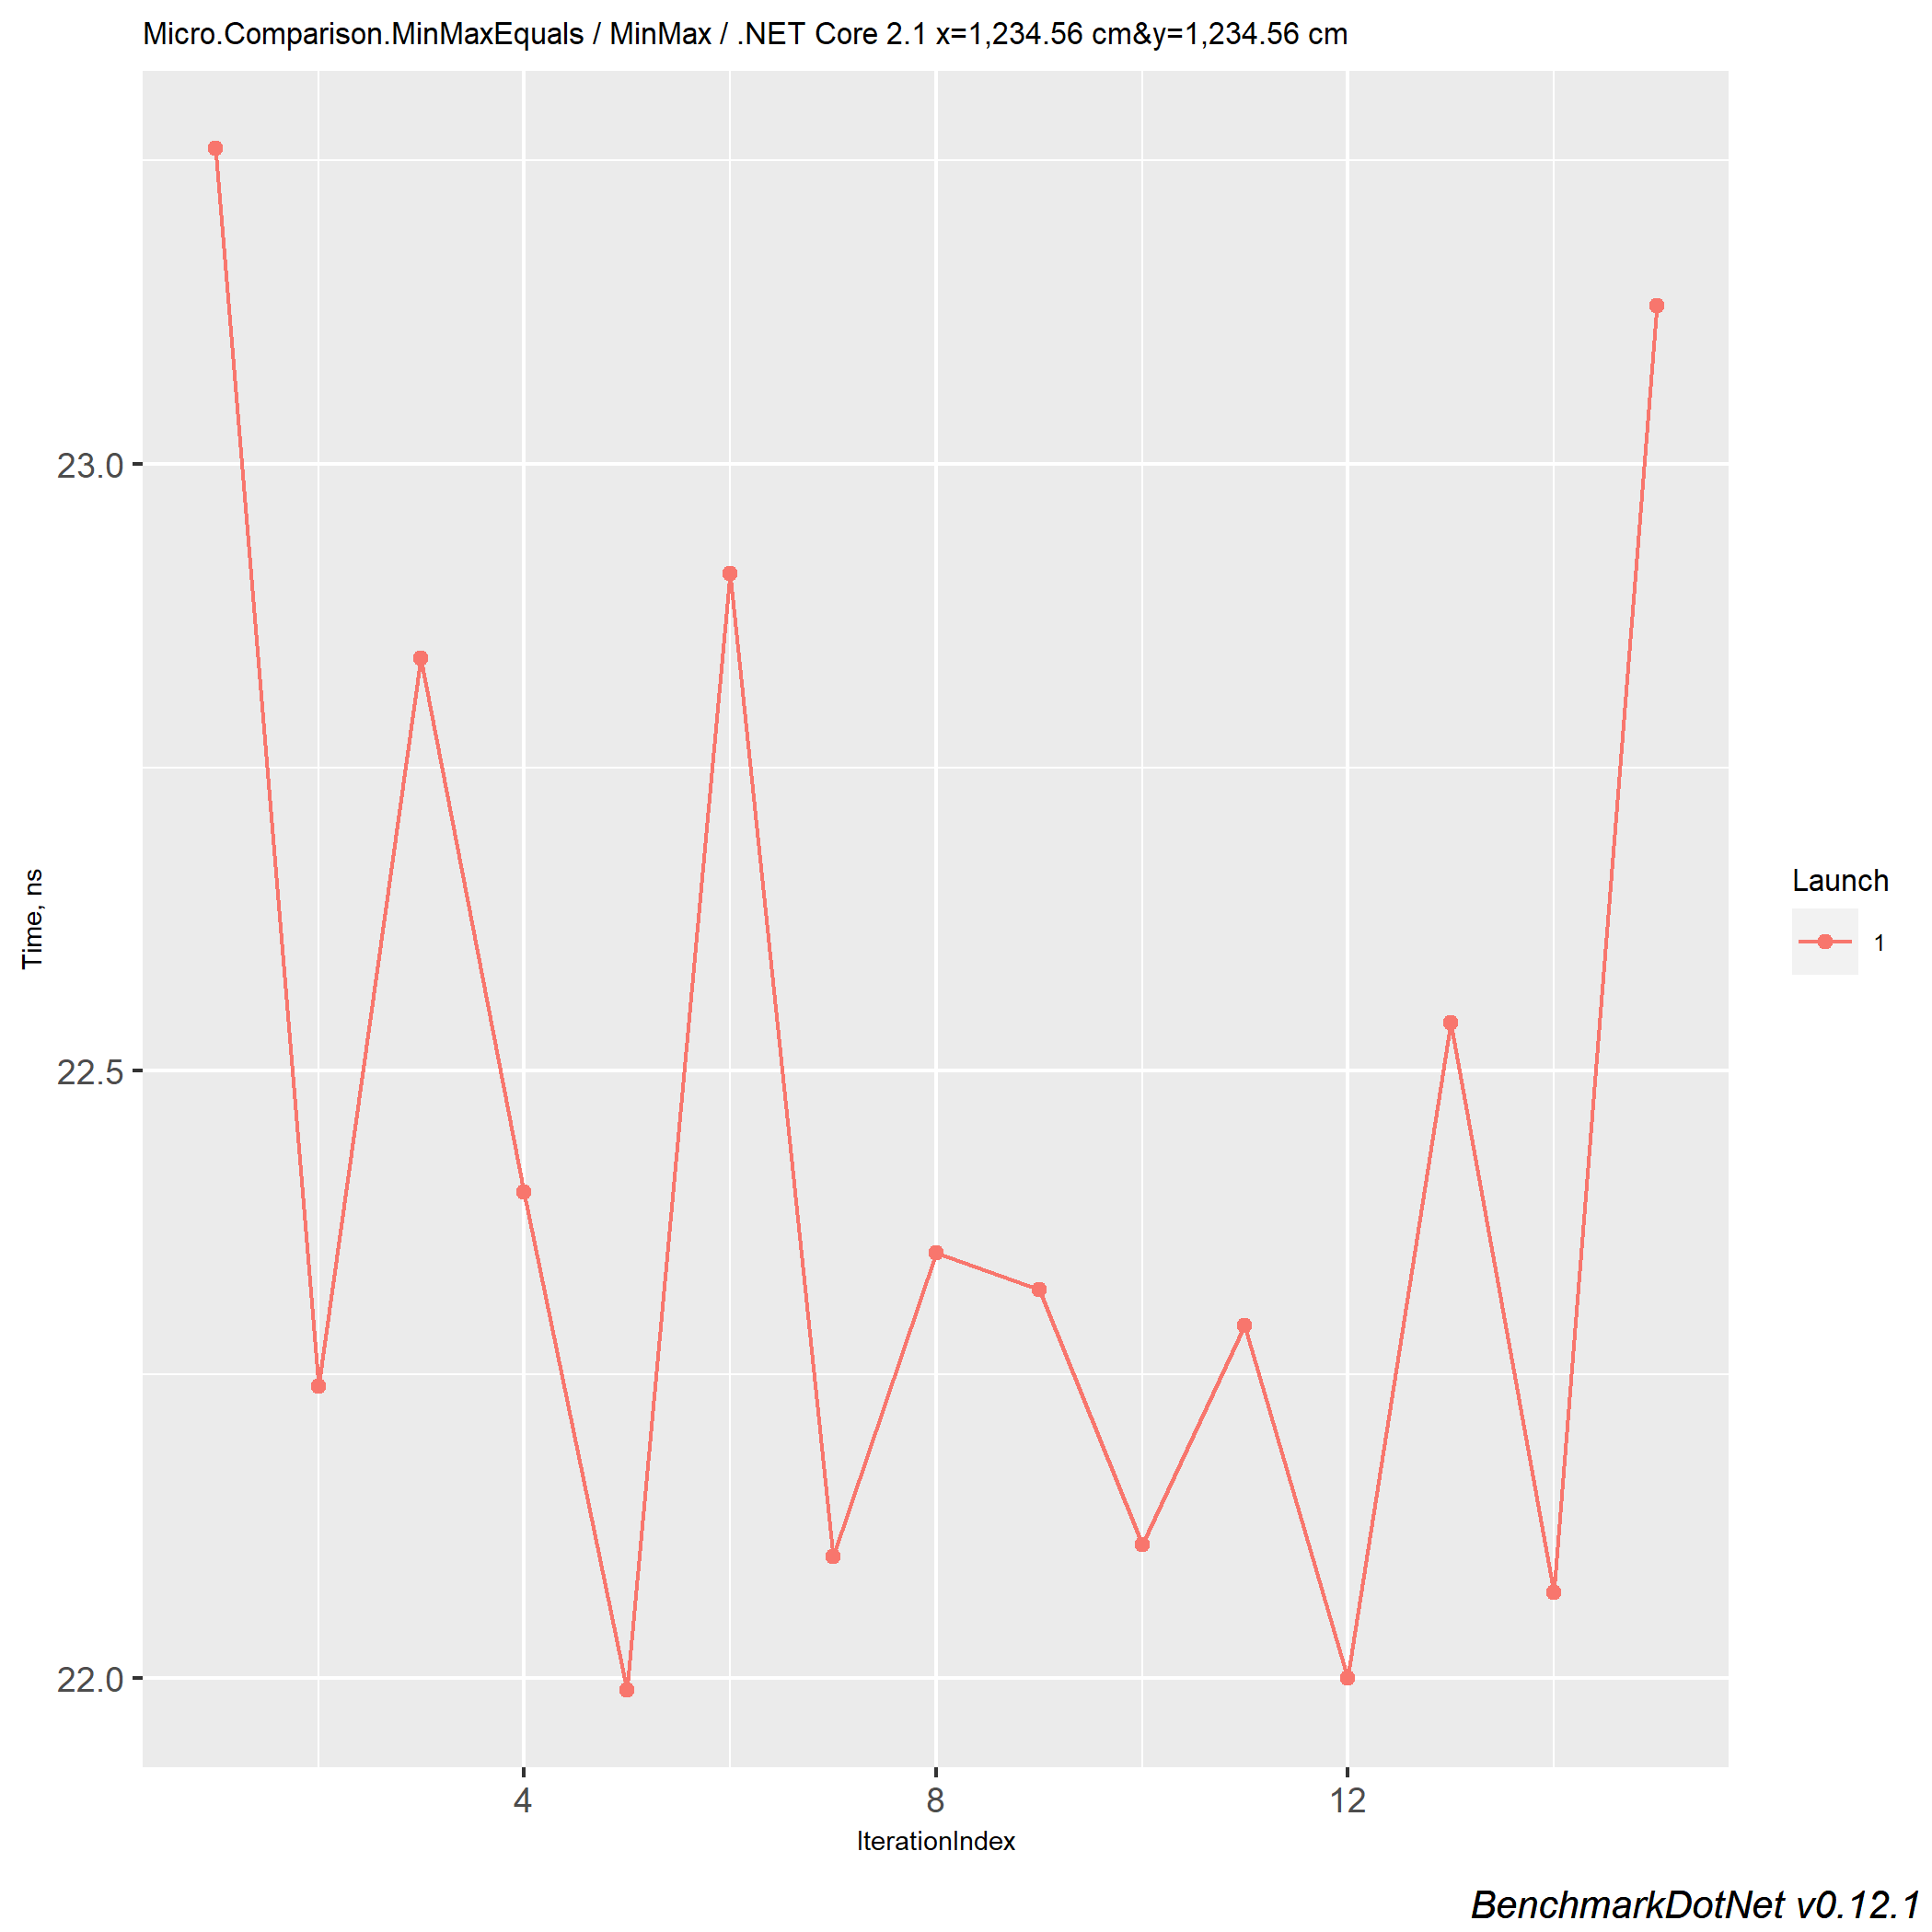 Micro.Comparison.MinMaxEquals / MinMax / .NET Core 2.1 x=1,234.56 cm&y=1,234.56 cm
23.0
22.5
22.0
Time, ns
4 8 12
IterationIndex
Launch
1
BenchmarkDotNet v0.12.1